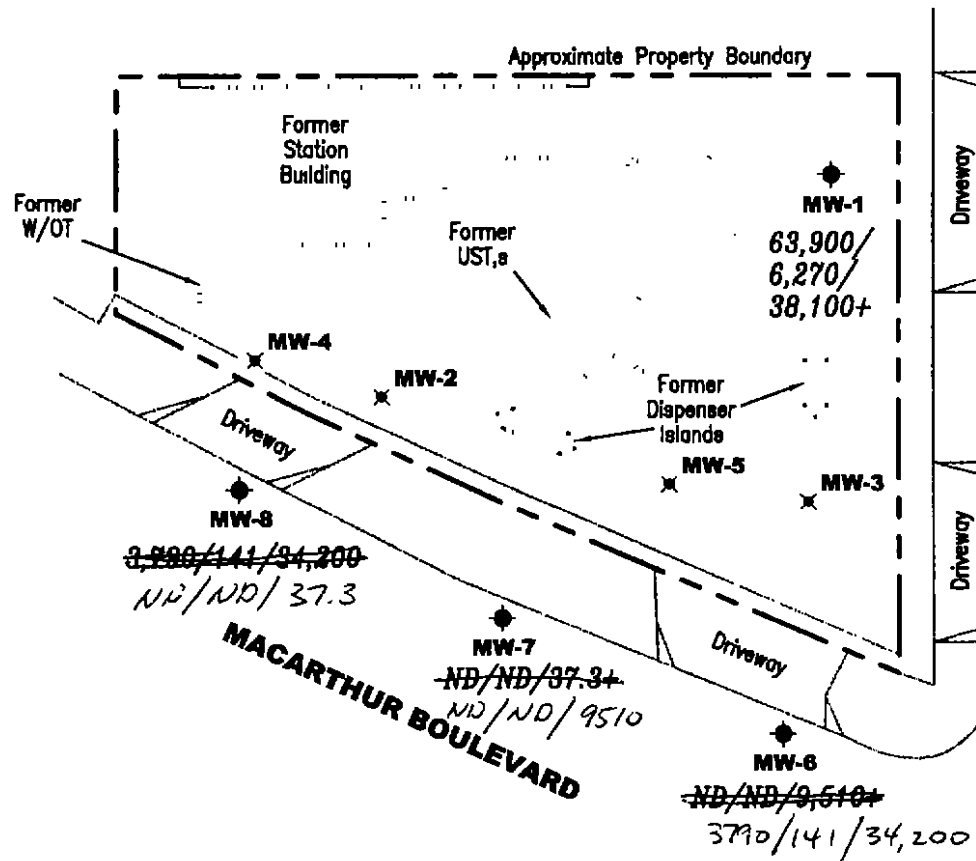 Approximate Property Boundary
Former
Station
Building
Driveway
MW-1
63,900/
6,270/
38,100+
Former
W/OT
Former
UST,s
MW-4
MW-2
Former
Dispenser
Islands
MW-5
MW-3
Driveway
Driveway
MW-8
ND/ND/37.3
MW-7
ND/ND/37.3+
ND/ND/9510
Driveway
MACARTHUR BOULEVARD
MW-6
ND/ND/9,510+
3790/141/34,200